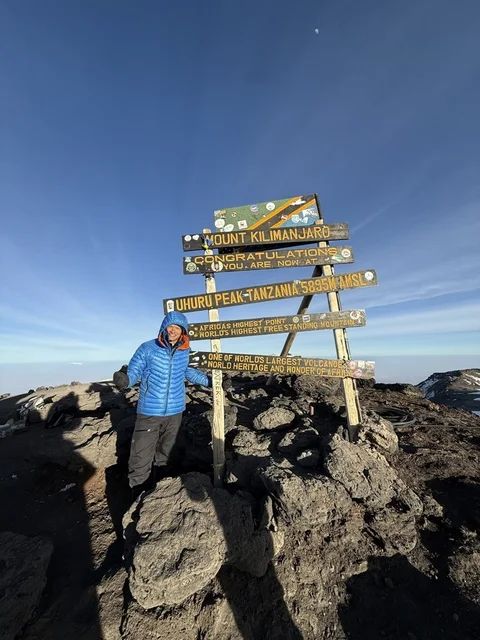 MOUNT KILIMANJARO
CONGRATULATIONS
YOU ARE NOW AT
UHURU PEAK-TANZANIA 5895M AMSL
AFRICA'S HIGHEST POINT
WORLD'S HIGHEST FREE STANDING MOUNTAIN
ONE OF WORLD'S LARGEST VOLCANOES
WORLD HERITAGE AND WONDER OF AFRICA